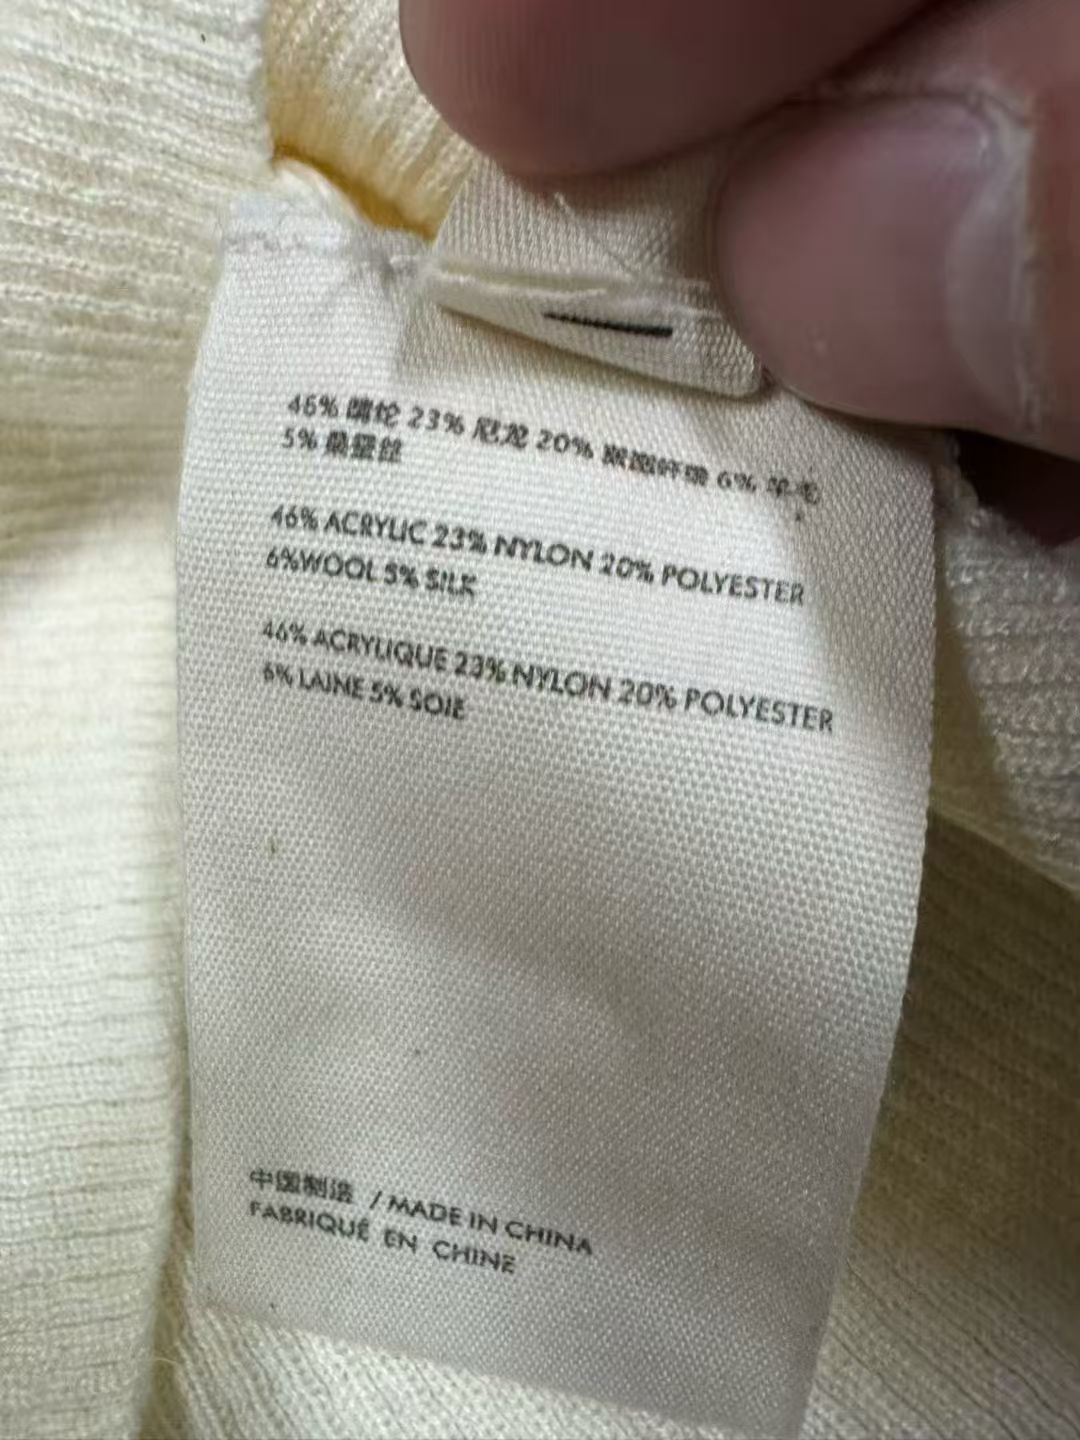 46% 腈纶 23% 尼龙 20% 聚酯纤维 6% 羊毛
5% 桑蚕丝
46% ACRYLIC 23% NYLON 20% POLYESTER
6%WOOL 5% SILK
46% ACRYLIQUE 23% NYLON 20% POLYESTER
6% LAINE 5% SOIE
中国制造 / MADE IN CHINA
FABRIQUÉ EN CHINE